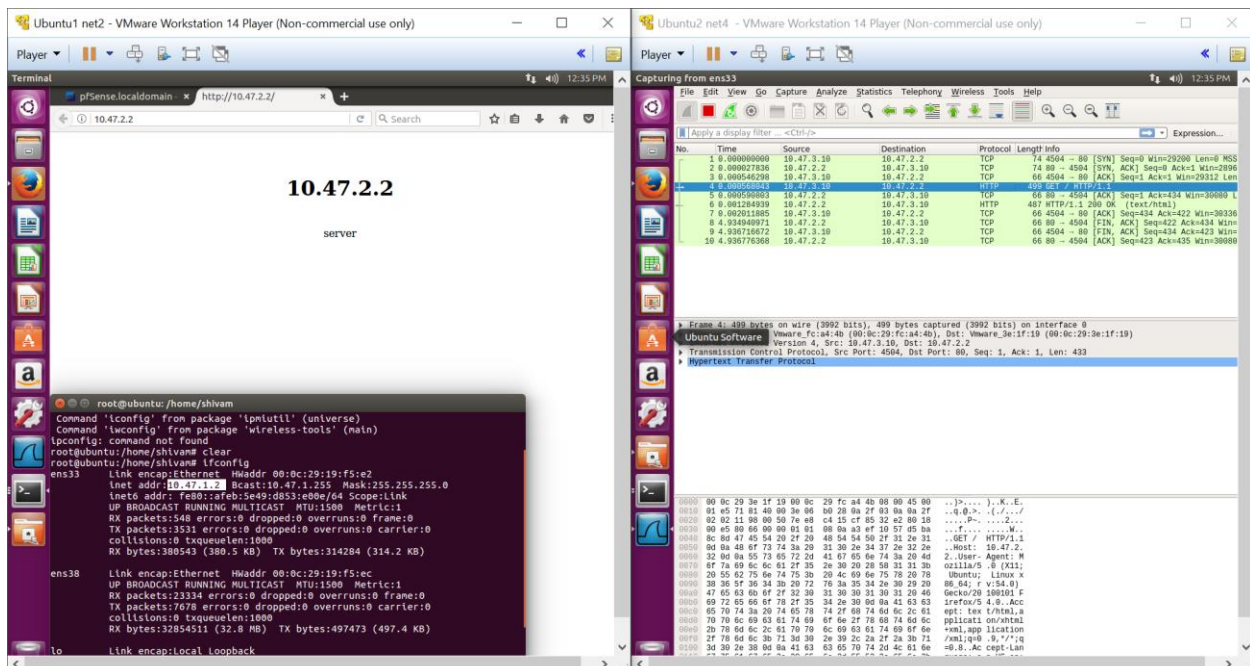 Ubuntu1 net2 - VMware Workstation 14 Player (Non-commercial use only)
Player
Terminal
12:35 PM
pfSense.localdomain -
http://10.47.2.2/
10.47.2.2
Search
10.47.2.2
server
root@ubuntu: /home/shivam
Command 'iconfig' from package 'ipmiutil' (universe)
Command 'iwconfig' from package 'wireless-tools' (main)
ipconfig: command not found
root@ubuntu:/home/shivam# clear
root@ubuntu:/home/shivam# ifconfig
ens33 Link encap:Ethernet HWaddr 00:0c:29:19:f5:e2
inet addr:10.47.1.2 Bcast:10.47.1.255 Mask:255.255.255.0
inet6 addr: fe80::afeb:5e49:d853:e00e/64 Scope:Link
UP BROADCAST RUNNING MULTICAST MTU:1500 Metric:1
RX packets:548 errors:0 dropped:0 overruns:0 frame:0
TX packets:3531 errors:0 dropped:0 overruns:0 carrier:0
collisions:0 txqueuelen:1000
RX bytes:380543 (380.5 KB) TX bytes:314284 (314.2 KB)
ens38 Link encap:Ethernet HWaddr 00:0c:29:19:f5:ec
UP BROADCAST RUNNING MULTICAST MTU:1500 Metric:1
RX packets:23334 errors:0 dropped:0 overruns:0 frame:0
TX packets:7678 errors:0 dropped:0 overruns:0 carrier:0
collisions:0 txqueuelen:1000
RX bytes:32854511 (32.8 MB) TX bytes:497473 (497.4 KB)
lo Link encap:Local Loopback
Ubuntu2 net4 - VMware Workstation 14 Player (Non-commercial use only)
Player
Capturing from ens33
12:35 PM
File Edit View Go Capture Analyze Statistics Telephony Wireless Tools Help
Apply a display filter ... <Ctrl-/>
Expression...
No. Time Source Destination Protocol Length Info
1 0.000000000 10.47.3.10 10.47.2.2 TCP 74 4504 → 80 [SYN] Seq=0 Win=29200 Len=0 MSS
2 0.000027836 10.47.2.2 10.47.3.10 TCP 74 80 → 4504 [SYN, ACK] Seq=0 Ack=1 Win=2896
3 0.000546298 10.47.3.10 10.47.2.2 TCP 66 4504 → 80 [ACK] Seq=1 Ack=1 Win=29312 Len
4 0.000568043 10.47.3.10 10.47.2.2 HTTP 499 GET / HTTP/1.1
5 0.000590003 10.47.2.2 10.47.3.10 TCP 66 80 → 4504 [ACK] Seq=1 Ack=434 Win=30080 L
6 0.001284939 10.47.2.2 10.47.3.10 HTTP 487 HTTP/1.1 200 OK (text/html)
7 0.002011885 10.47.3.10 10.47.2.2 TCP 66 4504 → 80 [ACK] Seq=434 Ack=422 Win=30336
8 4.934940971 10.47.2.2 10.47.3.10 TCP 66 80 → 4504 [FIN, ACK] Seq=422 Ack=434 Win=
9 4.936716672 10.47.3.10 10.47.2.2 TCP 66 4504 → 80 [FIN, ACK] Seq=434 Ack=423 Win=
10 4.936776368 10.47.2.2 10.47.3.10 TCP 66 80 → 4504 [ACK] Seq=423 Ack=435 Win=30080
Frame 4: 499 bytes on wire (3992 bits), 499 bytes captured (3992 bits) on interface 0
Vmware_fc:a4:4b (00:0c:29:fc:a4:4b), Dst: Vmware_3e:1f:19 (00:0c:29:3e:1f:19)
Ubuntu Software
Version 4, Src: 10.47.3.10, Dst: 10.47.2.2
Transmission Control Protocol, Src Port: 4504, Dst Port: 80, Seq: 1, Ack: 1, Len: 433
Hypertext Transfer Protocol
0000 00 0c 29 3e 1f 19 00 0c 29 fc a4 4b 08 00 45 00 ..)>.... )..K..E.